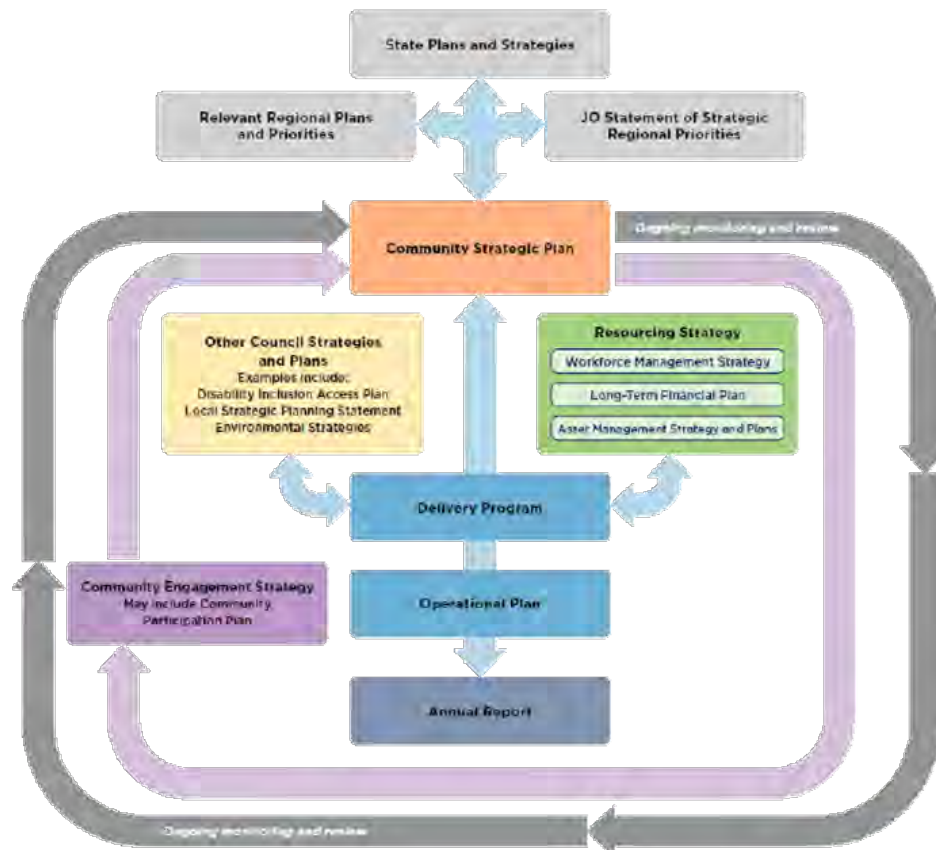 State Plans and Strategies
Relevant Regional Plans
and Priorities
JO Statement of Strategic
Regional Priorities
Community Strategic Plan
Ongoing monitoring and review
Other Council Strategies
and Plans
Examples include:
Disability Inclusion Access Plan
Local Strategic Planning Statement
Environmental Strategies
Resourcing Strategy
Workforce Management Strategy
Long-Term Financial Plan
Asset Management Strategy and Plans
Delivery Program
Community Engagement Strategy
May include Community
Participation Plan
Operational Plan
Annual Report
Ongoing monitoring and review